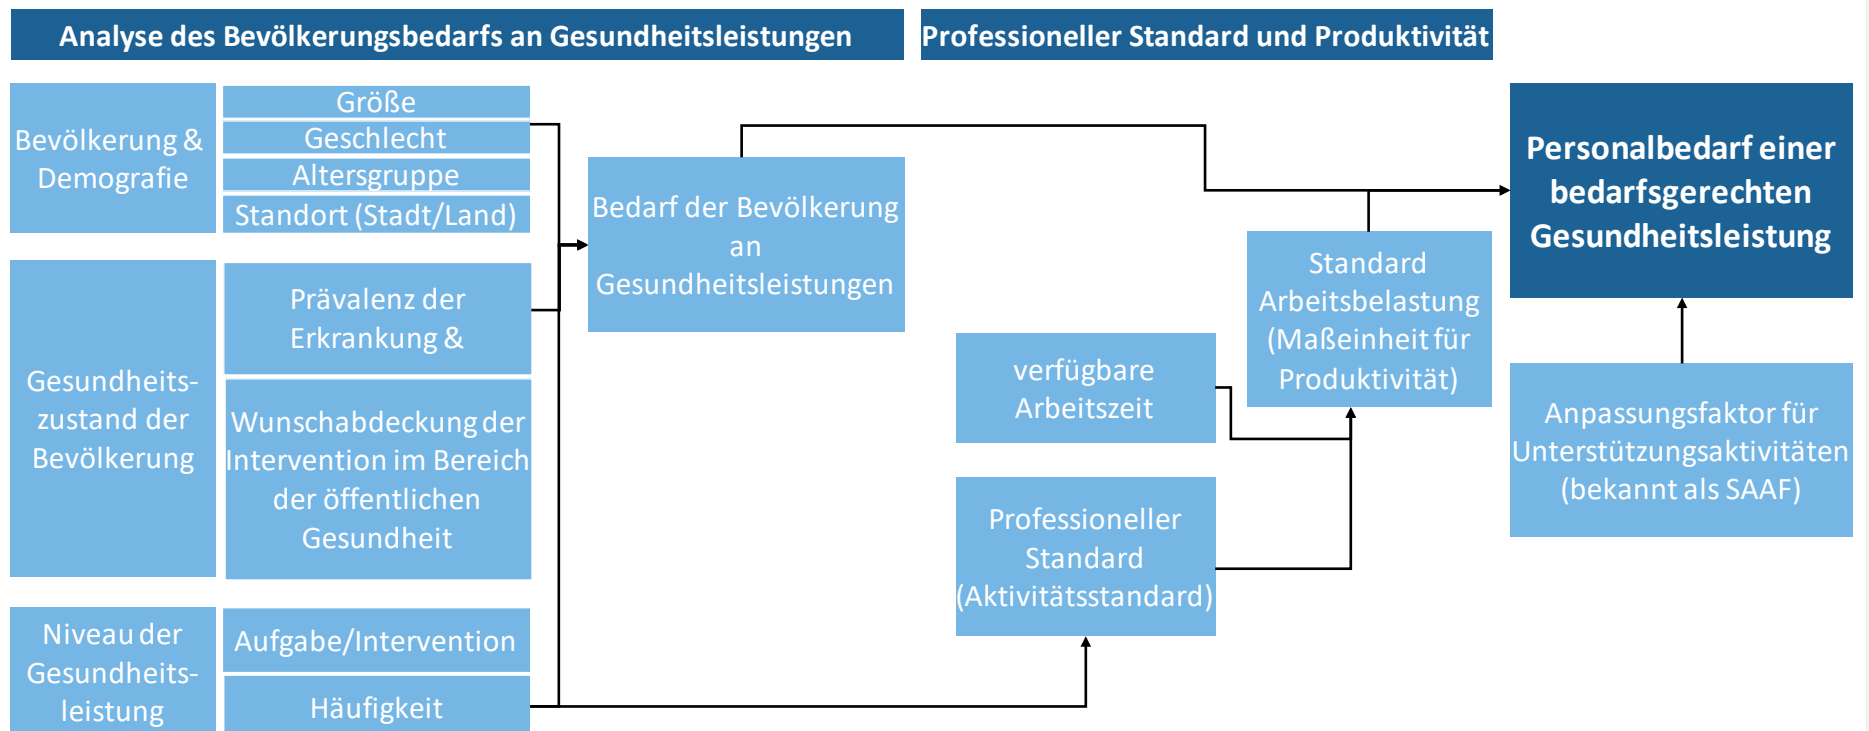 Analyse des Bevölkerungsbedarfs an Gesundheitsleistungen
Professioneller Standard und Produktivität
Bevölkerung &
Demografie
Größe
Geschlecht
Altersgruppe
Standort (Stadt/Land)
Gesundheits-
zustand der
Bevölkerung
Prävalenz der
Erkrankung &
Wunschabdeckung der
Intervention im Bereich
der öffentlichen
Gesundheit
Niveau der
Gesundheits-
leistung
Aufgabe/Intervention
Häufigkeit
Bedarf der Bevölkerung
an
Gesundheitsleistungen
verfügbare
Arbeitszeit
Professioneller
Standard
(Aktivitätsstandard)
Standard
Arbeitsbelastung
(Maßeinheit für
Produktivität)
Personalbedarf einer
bedarfsgerechten
Gesundheitsleistung
Anpassungsfaktor für
Unterstützungsaktivitäten
(bekannt als SAAF)